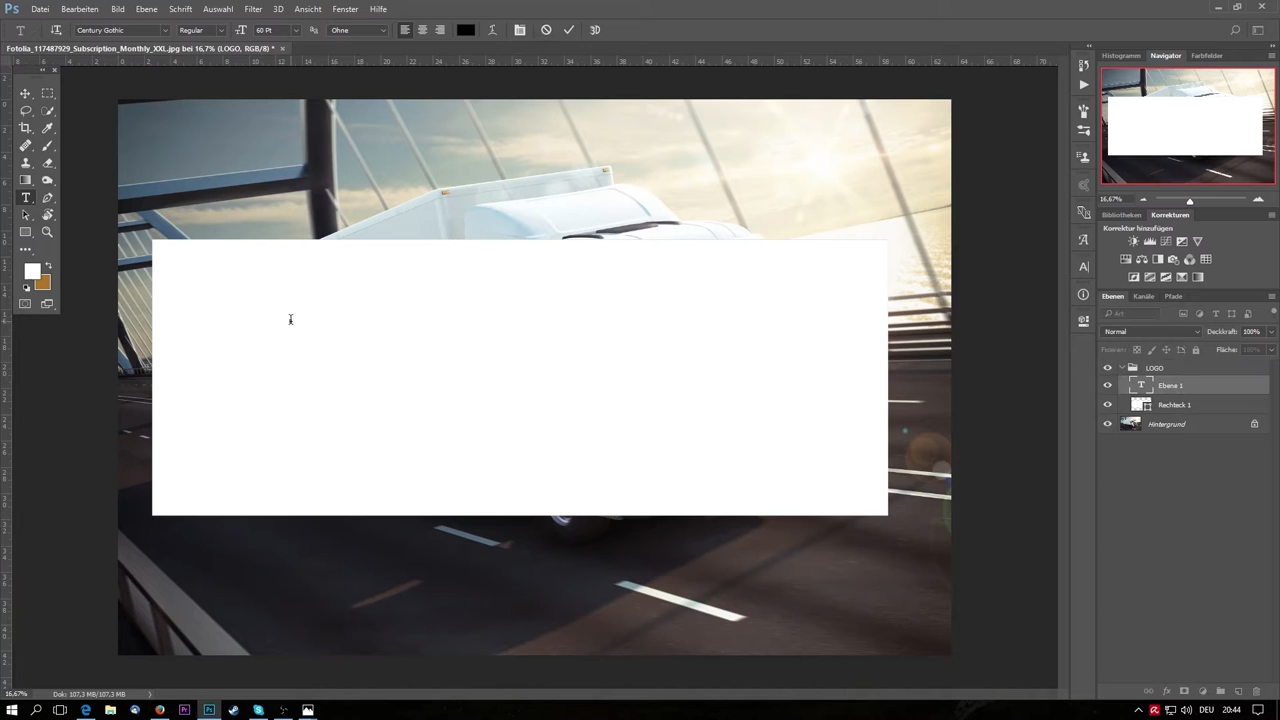 Ps Datei Bearbeiten Bild Ebene Schrift Auswahl Filter 3D Ansicht Fenster Hilfe
T Century Gothic Regular 60 Pt Ohne 3D
Fotolia_117487929_Subscription_Monthly_XXL.jpg bei 16,7% (LOGO, RGB/8) *
Histogramm Navigator Farbfelder
16,67%
Bibliotheken Korrekturen
Korrektur hinzufügen
Ebenen Kanäle Pfade
Art
Normal Deckkraft: 100%
Fixieren: Fläche: 100%
LOGO
Ebene 1
Rechteck 1
Hintergrund
16,67% Dok: 107,3 MB/107,3 MB
DEU 20:44